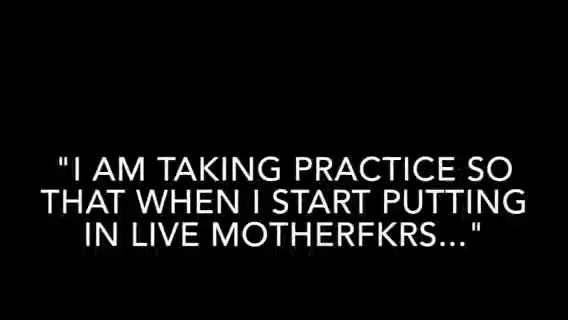 "I AM TAKING PRACTICE SO
THAT WHEN I START PUTTING
IN LIVE MOTHERFKRS..."